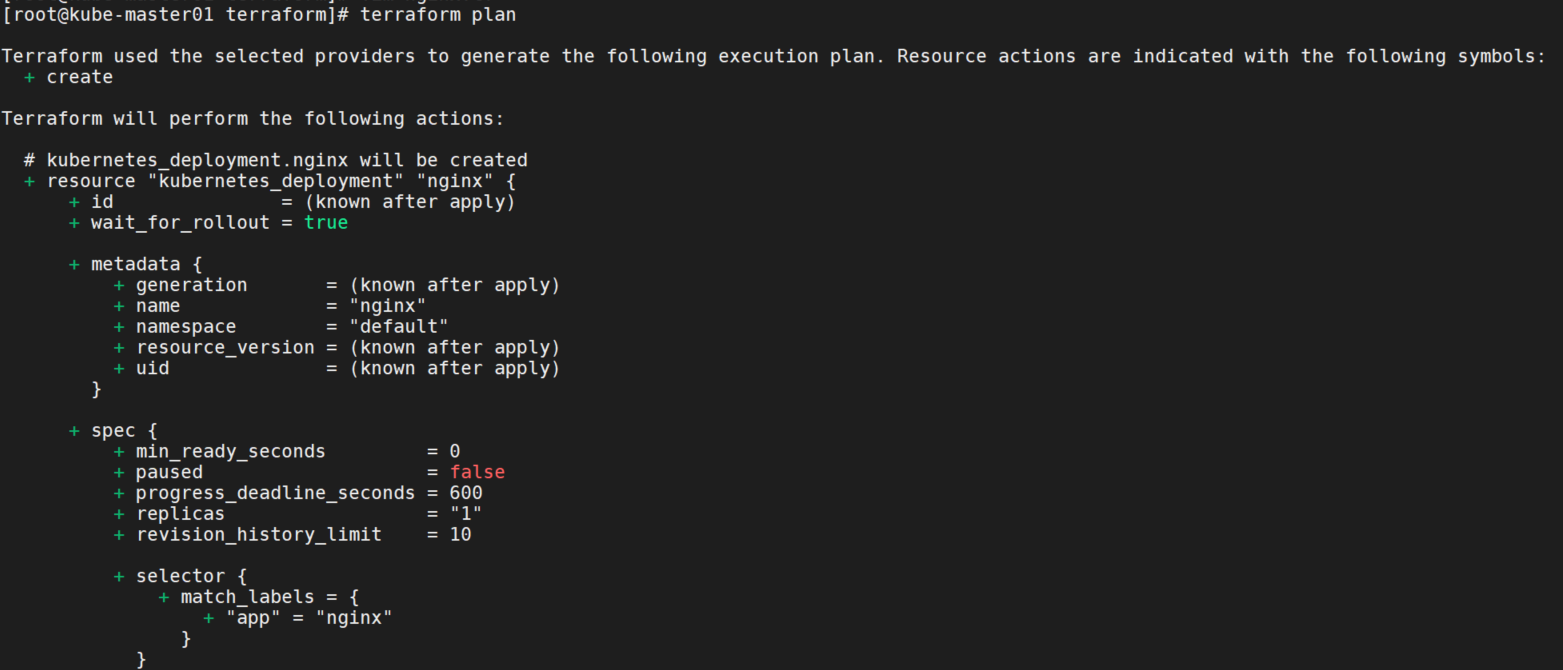 [root@kube-master01 terraform]# terraform plan
Terraform used the selected providers to generate the following execution plan. Resource actions are indicated with the following symbols:
  + create
Terraform will perform the following actions:
  # kubernetes_deployment.nginx will be created
  + resource "kubernetes_deployment" "nginx" {
      + id               = (known after apply)
      + wait_for_rollout = true
      + metadata {
          + generation       = (known after apply)
          + name             = "nginx"
          + namespace        = "default"
          + resource_version = (known after apply)
          + uid              = (known after apply)
        }
      + spec {
          + min_ready_seconds         = 0
          + paused                    = false
          + progress_deadline_seconds = 600
          + replicas                  = "1"
          + revision_history_limit    = 10
          + selector {
              + match_labels = {
                  + "app" = "nginx"
                }
            }